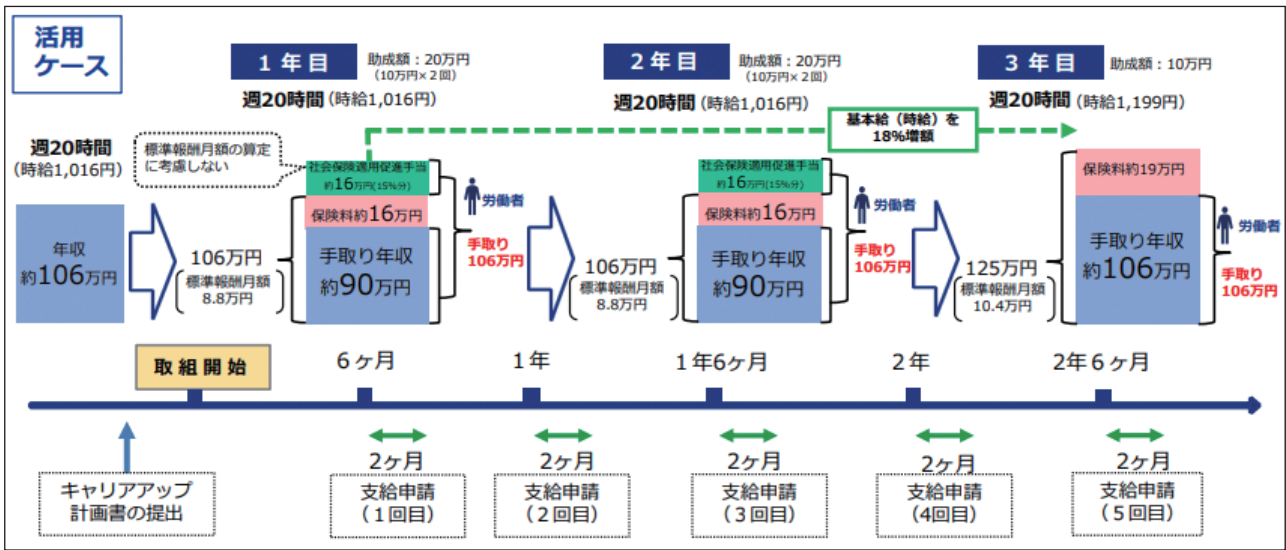 活用
ケース
1年目
助成額：20万円
（10万円×２回）
週20時間（時給1,016円）
2年目
助成額：20万円
（10万円×２回）
週20時間（時給1,016円）
3年目
助成額：10万円
週20時間（時給1,199円）
基本給（時給）を
18％増額
週20時間
（時給1,016円）
標準報酬月額の算定
に考慮しない
年収
約106万円
106万円
標準報酬月額
8.8万円
社会保険適用促進手当
約16万円(15%分)
保険料約16万円
手取り年収
約90万円
労働者
手取り
106万円
106万円
標準報酬月額
8.8万円
社会保険適用促進手当
約16万円(15%分)
保険料約16万円
手取り年収
約90万円
労働者
手取り
106万円
125万円
標準報酬月額
10.4万円
保険料約19万円
手取り年収
約106万円
労働者
手取り
106万円
取組開始
6ヶ月
1年
1年6ヶ月
2年
2年6ヶ月
2ヶ月
2ヶ月
2ヶ月
2ヶ月
2ヶ月
キャリアアップ
計画書の提出
支給申請
（１回目）
支給申請
（２回目）
支給申請
（３回目）
支給申請
（4回目）
支給申請
（５回目）